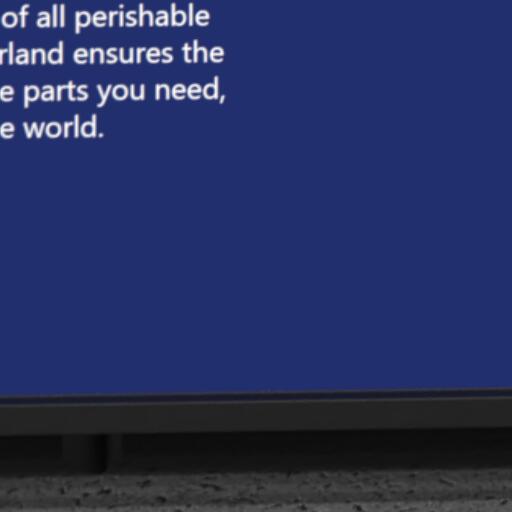 of all perishable
rland ensures the
e parts you need,
e world.